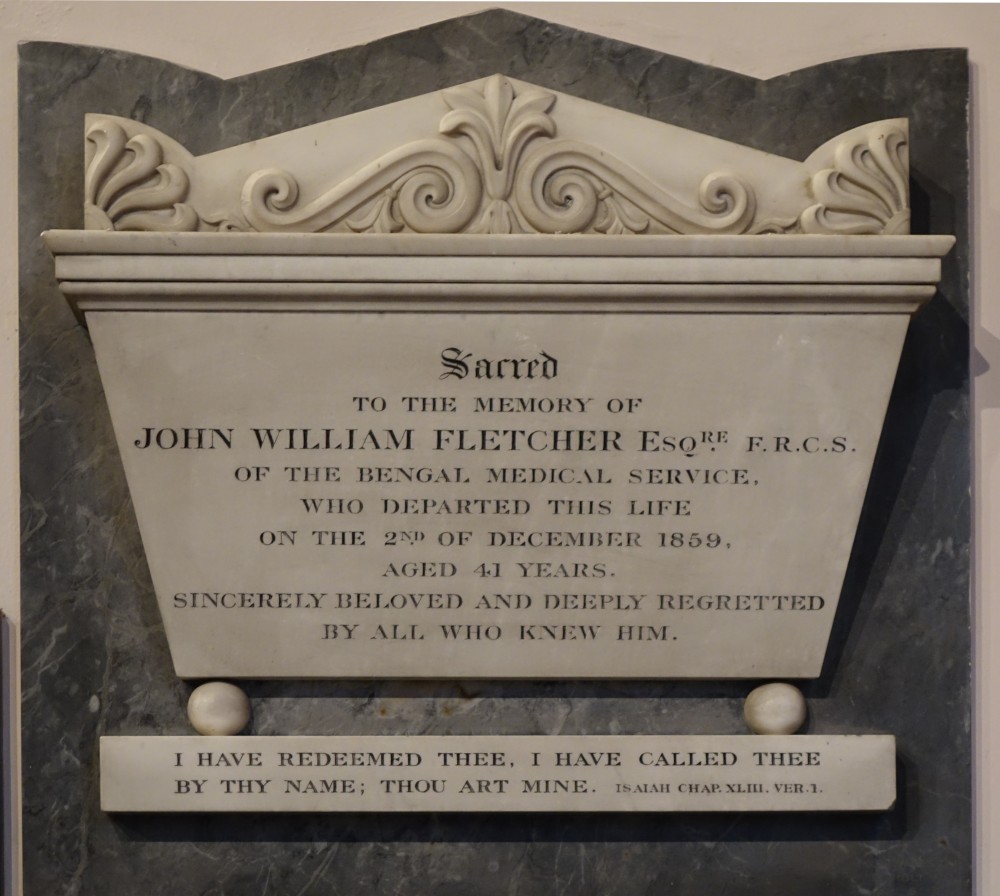 Sacred
TO THE MEMORY OF
JOHN WILLIAM FLETCHER ESQRE F.R.C.S.
OF THE BENGAL MEDICAL SERVICE,
WHO DEPARTED THIS LIFE
ON THE 2ND OF DECEMBER 1859,
AGED 41 YEARS.
SINCERELY BELOVED AND DEEPLY REGRETTED
BY ALL WHO KNEW HIM.
I HAVE REDEEMED THEE, I HAVE CALLED THEE
BY THY NAME; THOU ART MINE. ISAIAH CHAP. XLIII. VER. 1.